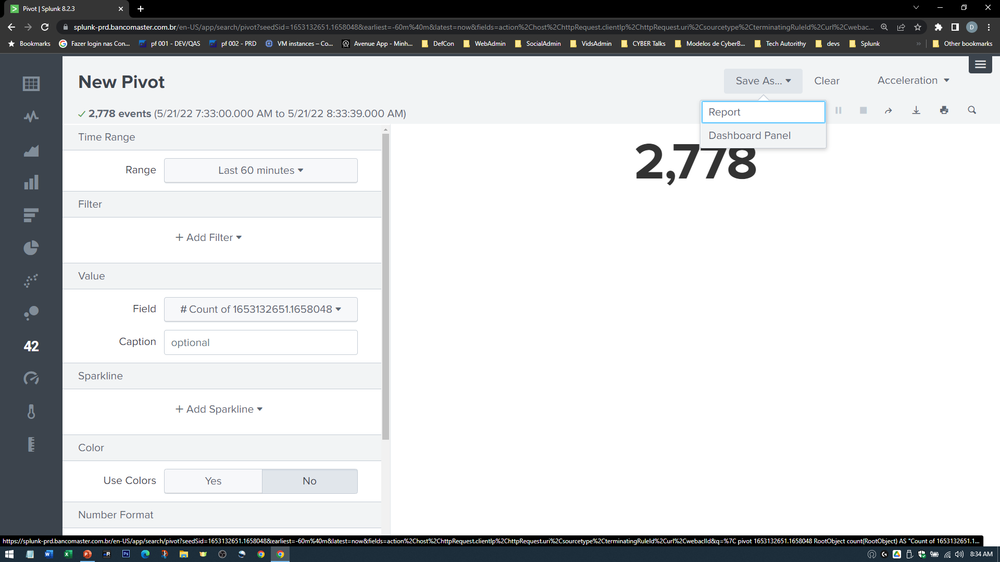 Pivot | Splunk 8.2.3
splunk-prd.bancomaster.com.br/en-US/app/search/pivot?seedSid=1653132651.1658048&earliest=-60m%40m&latest=now&fields=action%2Chost%2ChttpRequest.clientIp%2ChttpRequest.uri%2Csourcetype%2CterminatingRuleId%2Curl%2Cwebac...
D
Bookmarks Fazer login nas Con... pf 001 - DEV/QAS pf 002 - PRD VM instances – Co... Avenue App - Minh... DefCon WebAdmin SocialAdmin VidsAdmin CYBER Talks Modelos de CyberB... Tech Autority devs Splunk » Other bookmarks
New Pivot
Save As... Clear Acceleration
2,778 events (5/21/22 7:33:00.000 AM to 5/21/22 8:33:39.000 AM)
Report
Dashboard Panel
2,778
Time Range
Range Last 60 minutes
Filter
+ Add Filter
Value
Field # Count of 1653132651.1658048
Caption optional
42
Sparkline
+ Add Sparkline
Color
Use Colors Yes No
Number Format
https://splunk-prd.bancomaster.com.br/en-US/app/search/pivot?seedSid=1653132651.1658048&earliest=-60m%40m&latest=now&fields=action%2Chost%2ChttpRequest.clientIp%2ChttpRequest.uri%2Csourcetype%2CterminatingRuleId%2Curl%2CwebaclId&q=%7C pivot 1653132651.1658048 RootObject count(RootObject) AS "Count of 1653132651.1...
8:34 AM